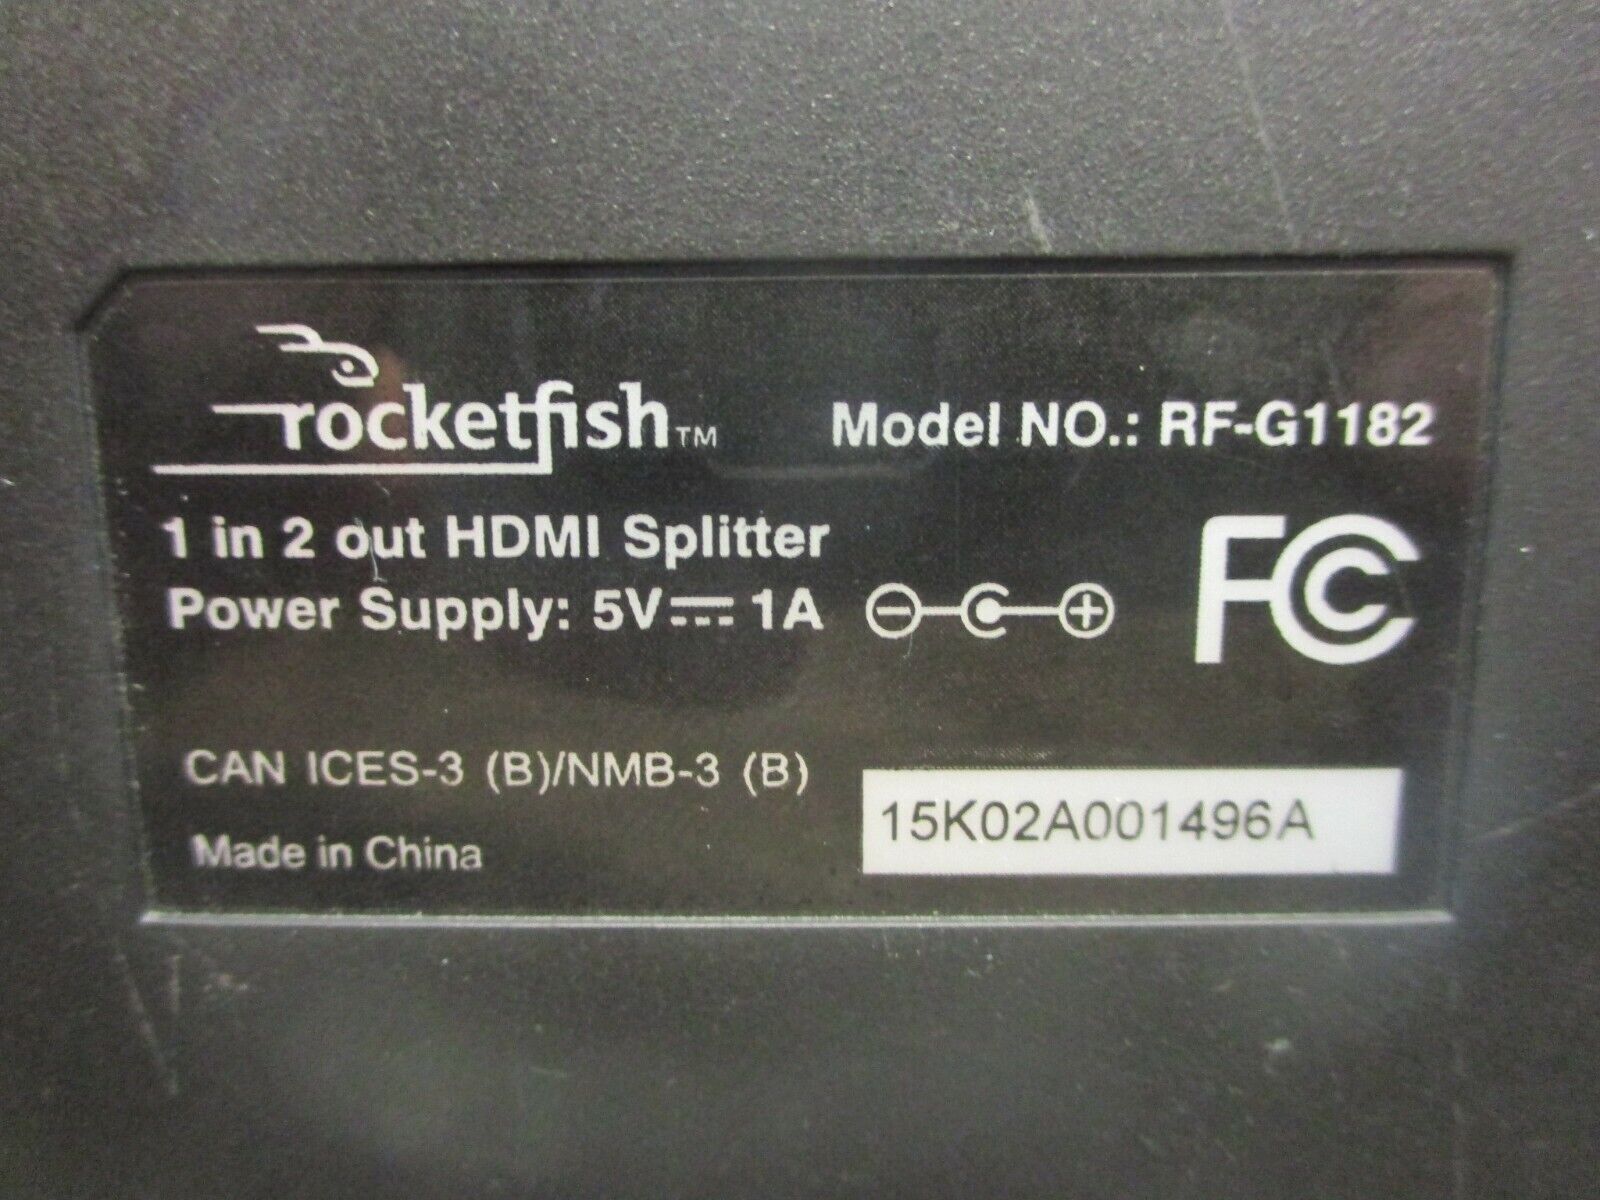 rocketfish™ Model NO.: RF-G1182
1 in 2 out HDMI Splitter
Power Supply: 5V⎓ 1A
FC
CAN ICES-3 (B)/NMB-3 (B)
15K02A001496A
Made in China